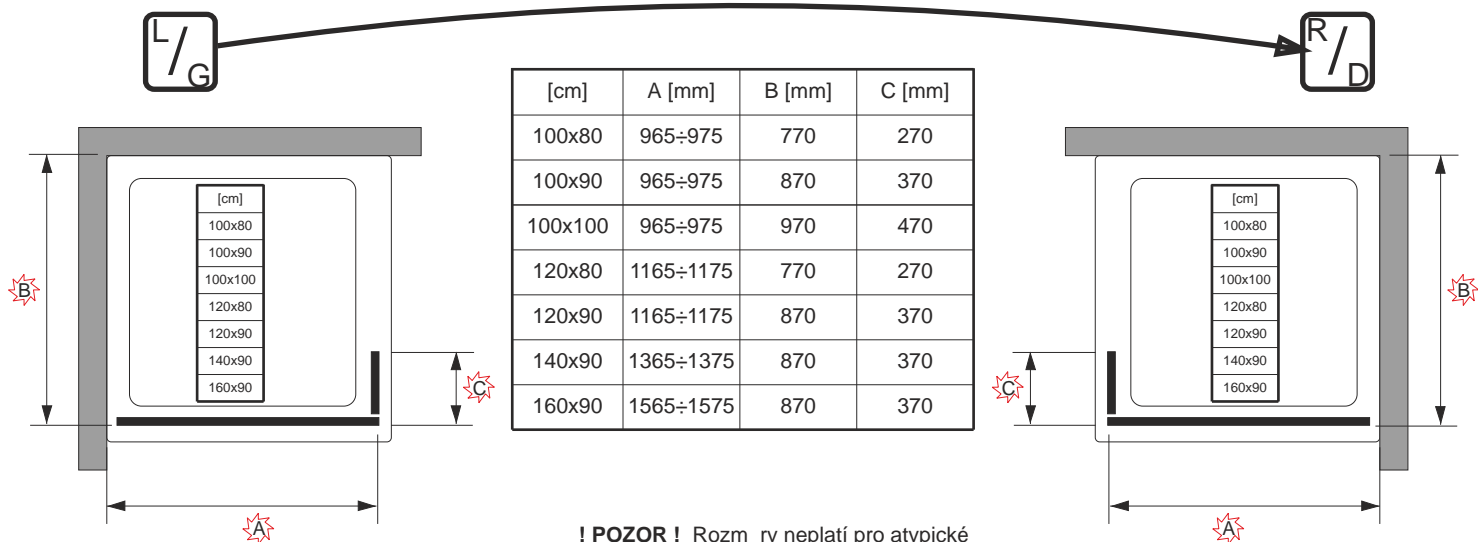 L/G
R/D
[cm] A [mm] B [mm] C [mm]
100x80 965÷975 770 270
100x90 965÷975 870 370
100x100 965÷975 970 470
120x80 1165÷1175 770 270
120x90 1165÷1175 870 370
140x90 1365÷1375 870 370
160x90 1565÷1575 870 370
[cm]
100x80
100x90
100x100
120x80
120x90
140x90
160x90
B
C
A
[cm]
100x80
100x90
100x100
120x80
120x90
140x90
160x90
B
C
A
! POZOR ! Rozm ry neplatí pro atypické